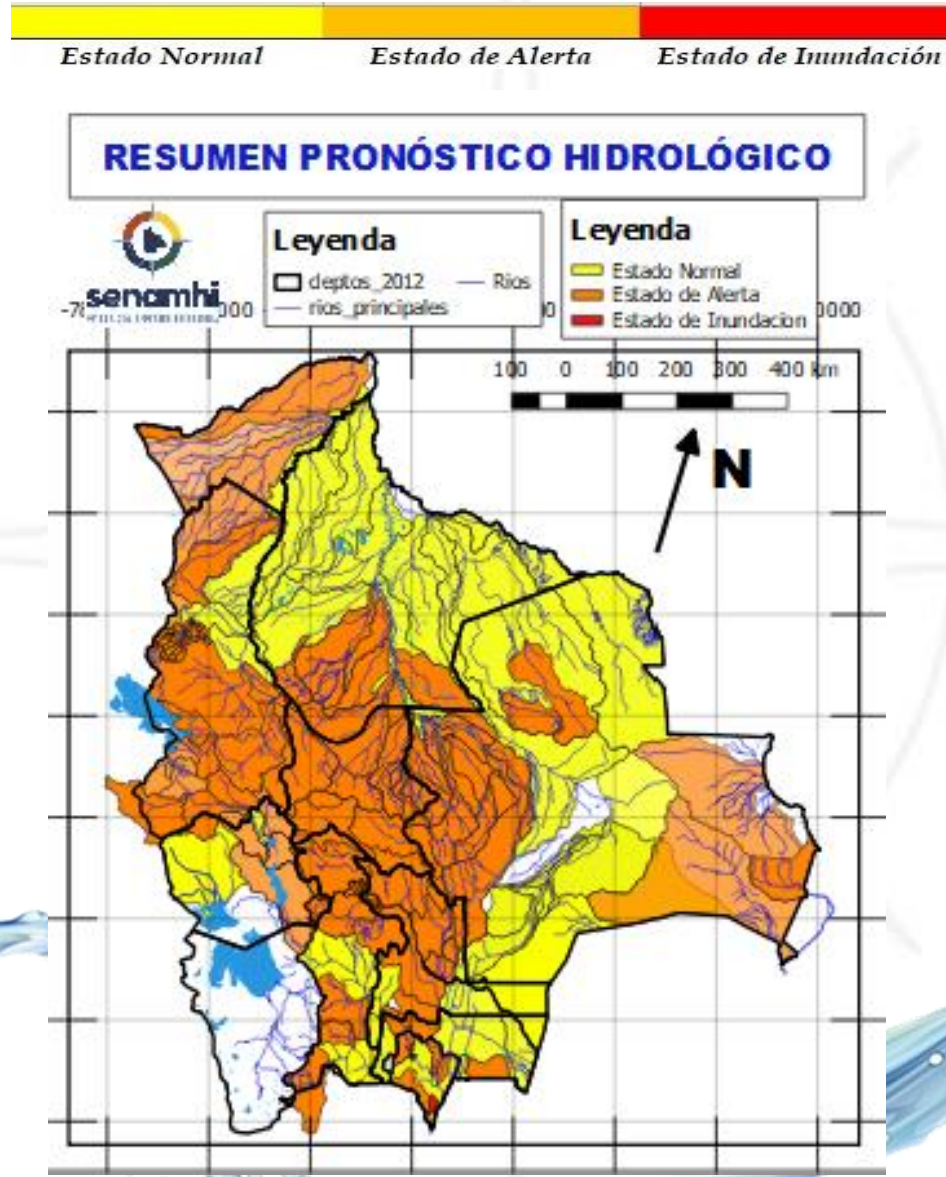 Estado Normal Estado de Alerta Estado de Inundación
RESUMEN PRONÓSTICO HIDROLÓGICO
senamhi
Leyenda
deptos_2012 Rios
rios_principales
Leyenda
Estado Normal
Estado de Alerta
Estado de Inundacion
100 0 100 200 300 400 km
N